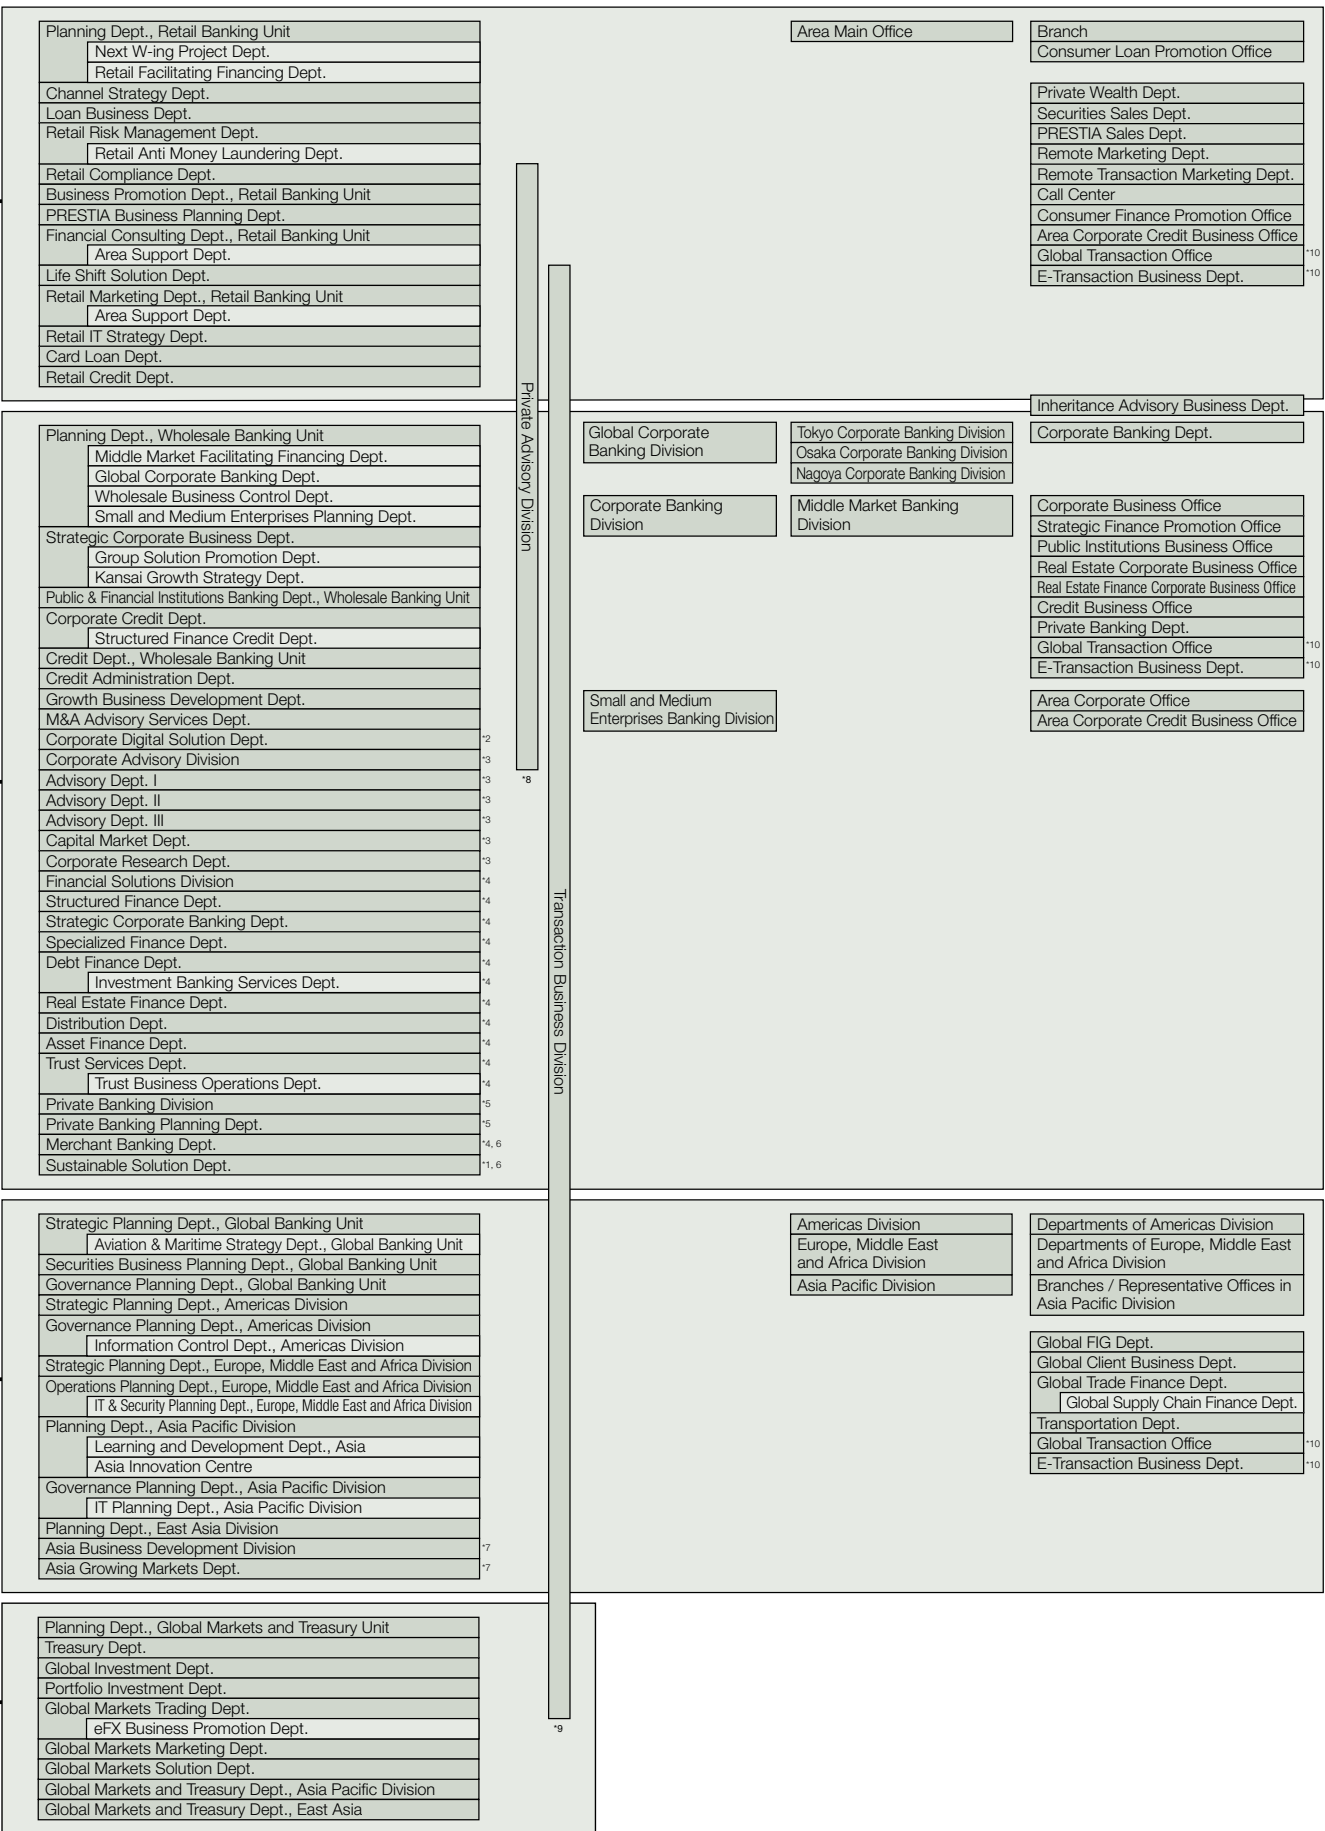 Planning Dept., Retail Banking Unit
Next W-ing Project Dept.
Retail Facilitating Financing Dept.
Channel Strategy Dept.
Loan Business Dept.
Retail Risk Management Dept.
Retail Anti Money Laundering Dept.
Retail Compliance Dept.
Business Promotion Dept., Retail Banking Unit
PRESTIA Business Planning Dept.
Financial Consulting Dept., Retail Banking Unit
Area Support Dept.
Life Shift Solution Dept.
Retail Marketing Dept., Retail Banking Unit
Area Support Dept.
Retail IT Strategy Dept.
Card Loan Dept.
Retail Credit Dept.
Area Main Office
Branch
Consumer Loan Promotion Office
Private Wealth Dept.
Securities Sales Dept.
PRESTIA Sales Dept.
Remote Marketing Dept.
Remote Transaction Marketing Dept.
Call Center
Consumer Finance Promotion Office
Area Corporate Credit Business Office
Global Transaction Office *10
E-Transaction Business Dept. *10
Inheritance Advisory Business Dept.
Private Advisory Division
*8
Transaction Business Division
*9
Planning Dept., Wholesale Banking Unit
Middle Market Facilitating Financing Dept.
Global Corporate Banking Dept.
Wholesale Business Control Dept.
Small and Medium Enterprises Planning Dept.
Strategic Corporate Business Dept.
Group Solution Promotion Dept.
Kansai Growth Strategy Dept.
Public & Financial Institutions Banking Dept., Wholesale Banking Unit
Corporate Credit Dept.
Structured Finance Credit Dept.
Credit Dept., Wholesale Banking Unit
Credit Administration Dept.
Growth Business Development Dept.
M&A Advisory Services Dept.
Corporate Digital Solution Dept. *2
Corporate Advisory Division *3
Advisory Dept. I *3
Advisory Dept. II *3
Advisory Dept. III *3
Capital Market Dept. *3
Corporate Research Dept. *3
Financial Solutions Division *4
Structured Finance Dept. *4
Strategic Corporate Banking Dept. *4
Specialized Finance Dept. *4
Debt Finance Dept. *4
Investment Banking Services Dept. *4
Real Estate Finance Dept. *4
Distribution Dept. *4
Asset Finance Dept. *4
Trust Services Dept. *4
Trust Business Operations Dept. *4
Private Banking Division *5
Private Banking Planning Dept. *5
Merchant Banking Dept. *4, 6
Sustainable Solution Dept. *1, 6
Global Corporate
Banking Division
Tokyo Corporate Banking Division
Osaka Corporate Banking Division
Nagoya Corporate Banking Division
Corporate Banking Dept.
Corporate Banking
Division
Middle Market Banking
Division
Corporate Business Office
Strategic Finance Promotion Office
Public Institutions Business Office
Real Estate Corporate Business Office
Real Estate Finance Corporate Business Office
Credit Business Office
Private Banking Dept.
Global Transaction Office *10
E-Transaction Business Dept. *10
Small and Medium
Enterprises Banking Division
Area Corporate Office
Area Corporate Credit Business Office
Strategic Planning Dept., Global Banking Unit
Aviation & Maritime Strategy Dept., Global Banking Unit
Securities Business Planning Dept., Global Banking Unit
Governance Planning Dept., Global Banking Unit
Strategic Planning Dept., Americas Division
Governance Planning Dept., Americas Division
Information Control Dept., Americas Division
Strategic Planning Dept., Europe, Middle East and Africa Division
Operations Planning Dept., Europe, Middle East and Africa Division
IT & Security Planning Dept., Europe, Middle East and Africa Division
Planning Dept., Asia Pacific Division
Learning and Development Dept., Asia
Asia Innovation Centre
Governance Planning Dept., Asia Pacific Division
IT Planning Dept., Asia Pacific Division
Planning Dept., East Asia Division
Asia Business Development Division *7
Asia Growing Markets Dept. *7
Americas Division
Europe, Middle East
and Africa Division
Asia Pacific Division
Departments of Americas Division
Departments of Europe, Middle East
and Africa Division
Branches / Representative Offices in
Asia Pacific Division
Global FIG Dept.
Global Client Business Dept.
Global Trade Finance Dept.
Global Supply Chain Finance Dept.
Transportation Dept.
Global Transaction Office *10
E-Transaction Business Dept. *10
Planning Dept., Global Markets and Treasury Unit
Treasury Dept.
Global Investment Dept.
Portfolio Investment Dept.
Global Markets Trading Dept.
eFX Business Promotion Dept.
Global Markets Marketing Dept.
Global Markets Solution Dept.
Global Markets and Treasury Dept., Asia Pacific Division
Global Markets and Treasury Dept., East Asia